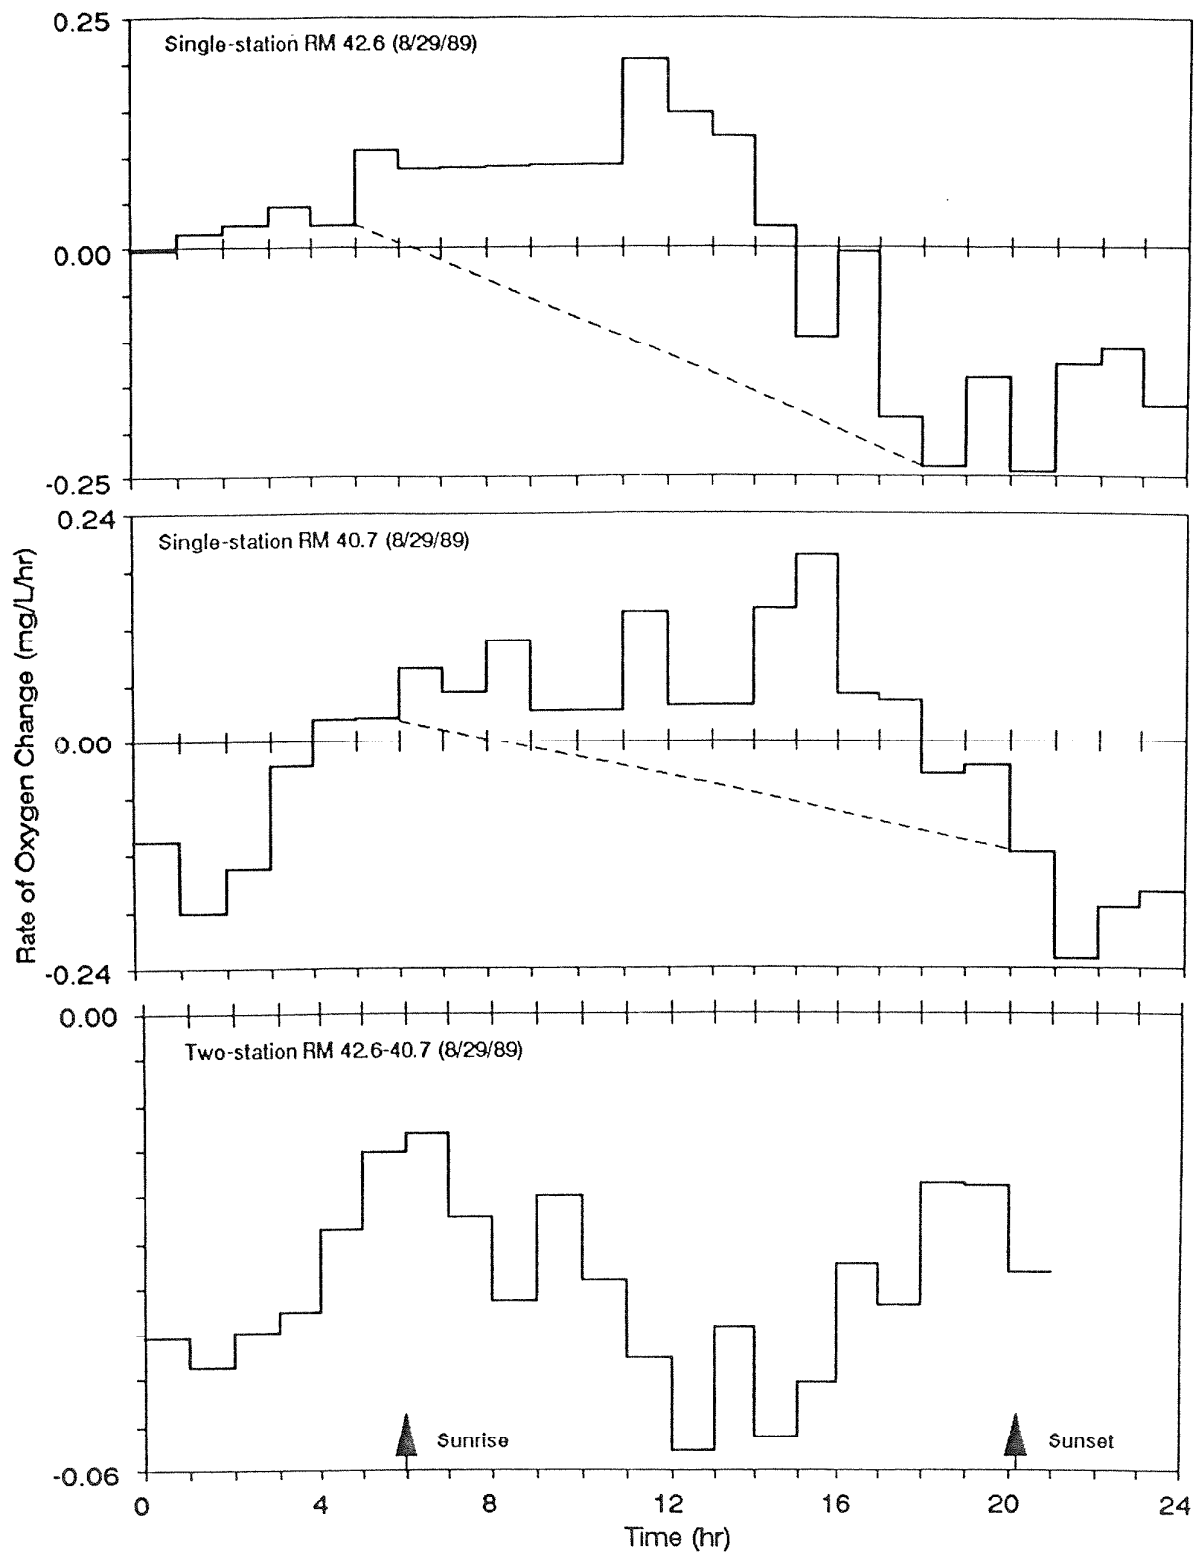 0.25
Single-station RM 42.6 (8/29/89)
0.00
-0.25
0.24
Single-station RM 40.7 (8/29/89)
0.00
-0.24
Rate of Oxygen Change (mg/L/hr)
0.00
Two-station RM 42.6-40.7 (8/29/89)
Sunrise
Sunset
-0.06
0 4 8 12 16 20 24
Time (hr)